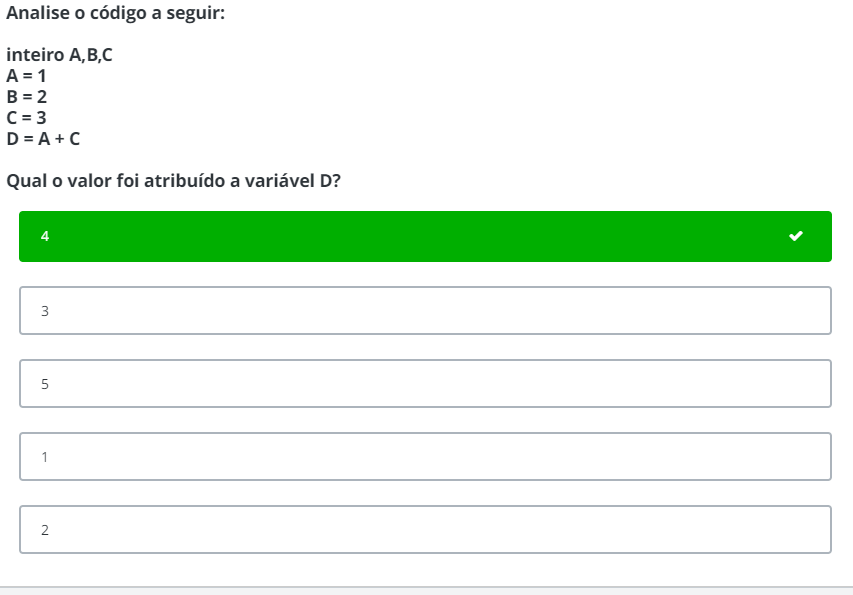 Analise o código a seguir:
inteiro A,B,C
A = 1
B = 2
C = 3
D = A + C
Qual o valor foi atribuído a variável D?
4
3
5
1
2